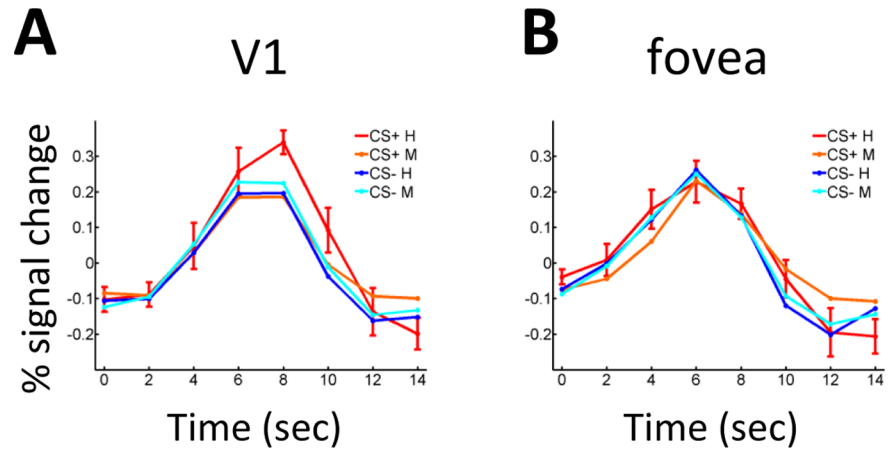 A
V1
% signal change
0.3
0.2
0.1
0
-0.1
-0.2
CS+ H
CS+ M
CS- H
CS- M
0 2 4 6 8 10 12 14
Time (sec)
B
fovea
0.3
0.2
0.1
0
-0.1
-0.2
CS+ H
CS+ M
CS- H
CS- M
0 2 4 6 8 10 12 14
Time (sec)